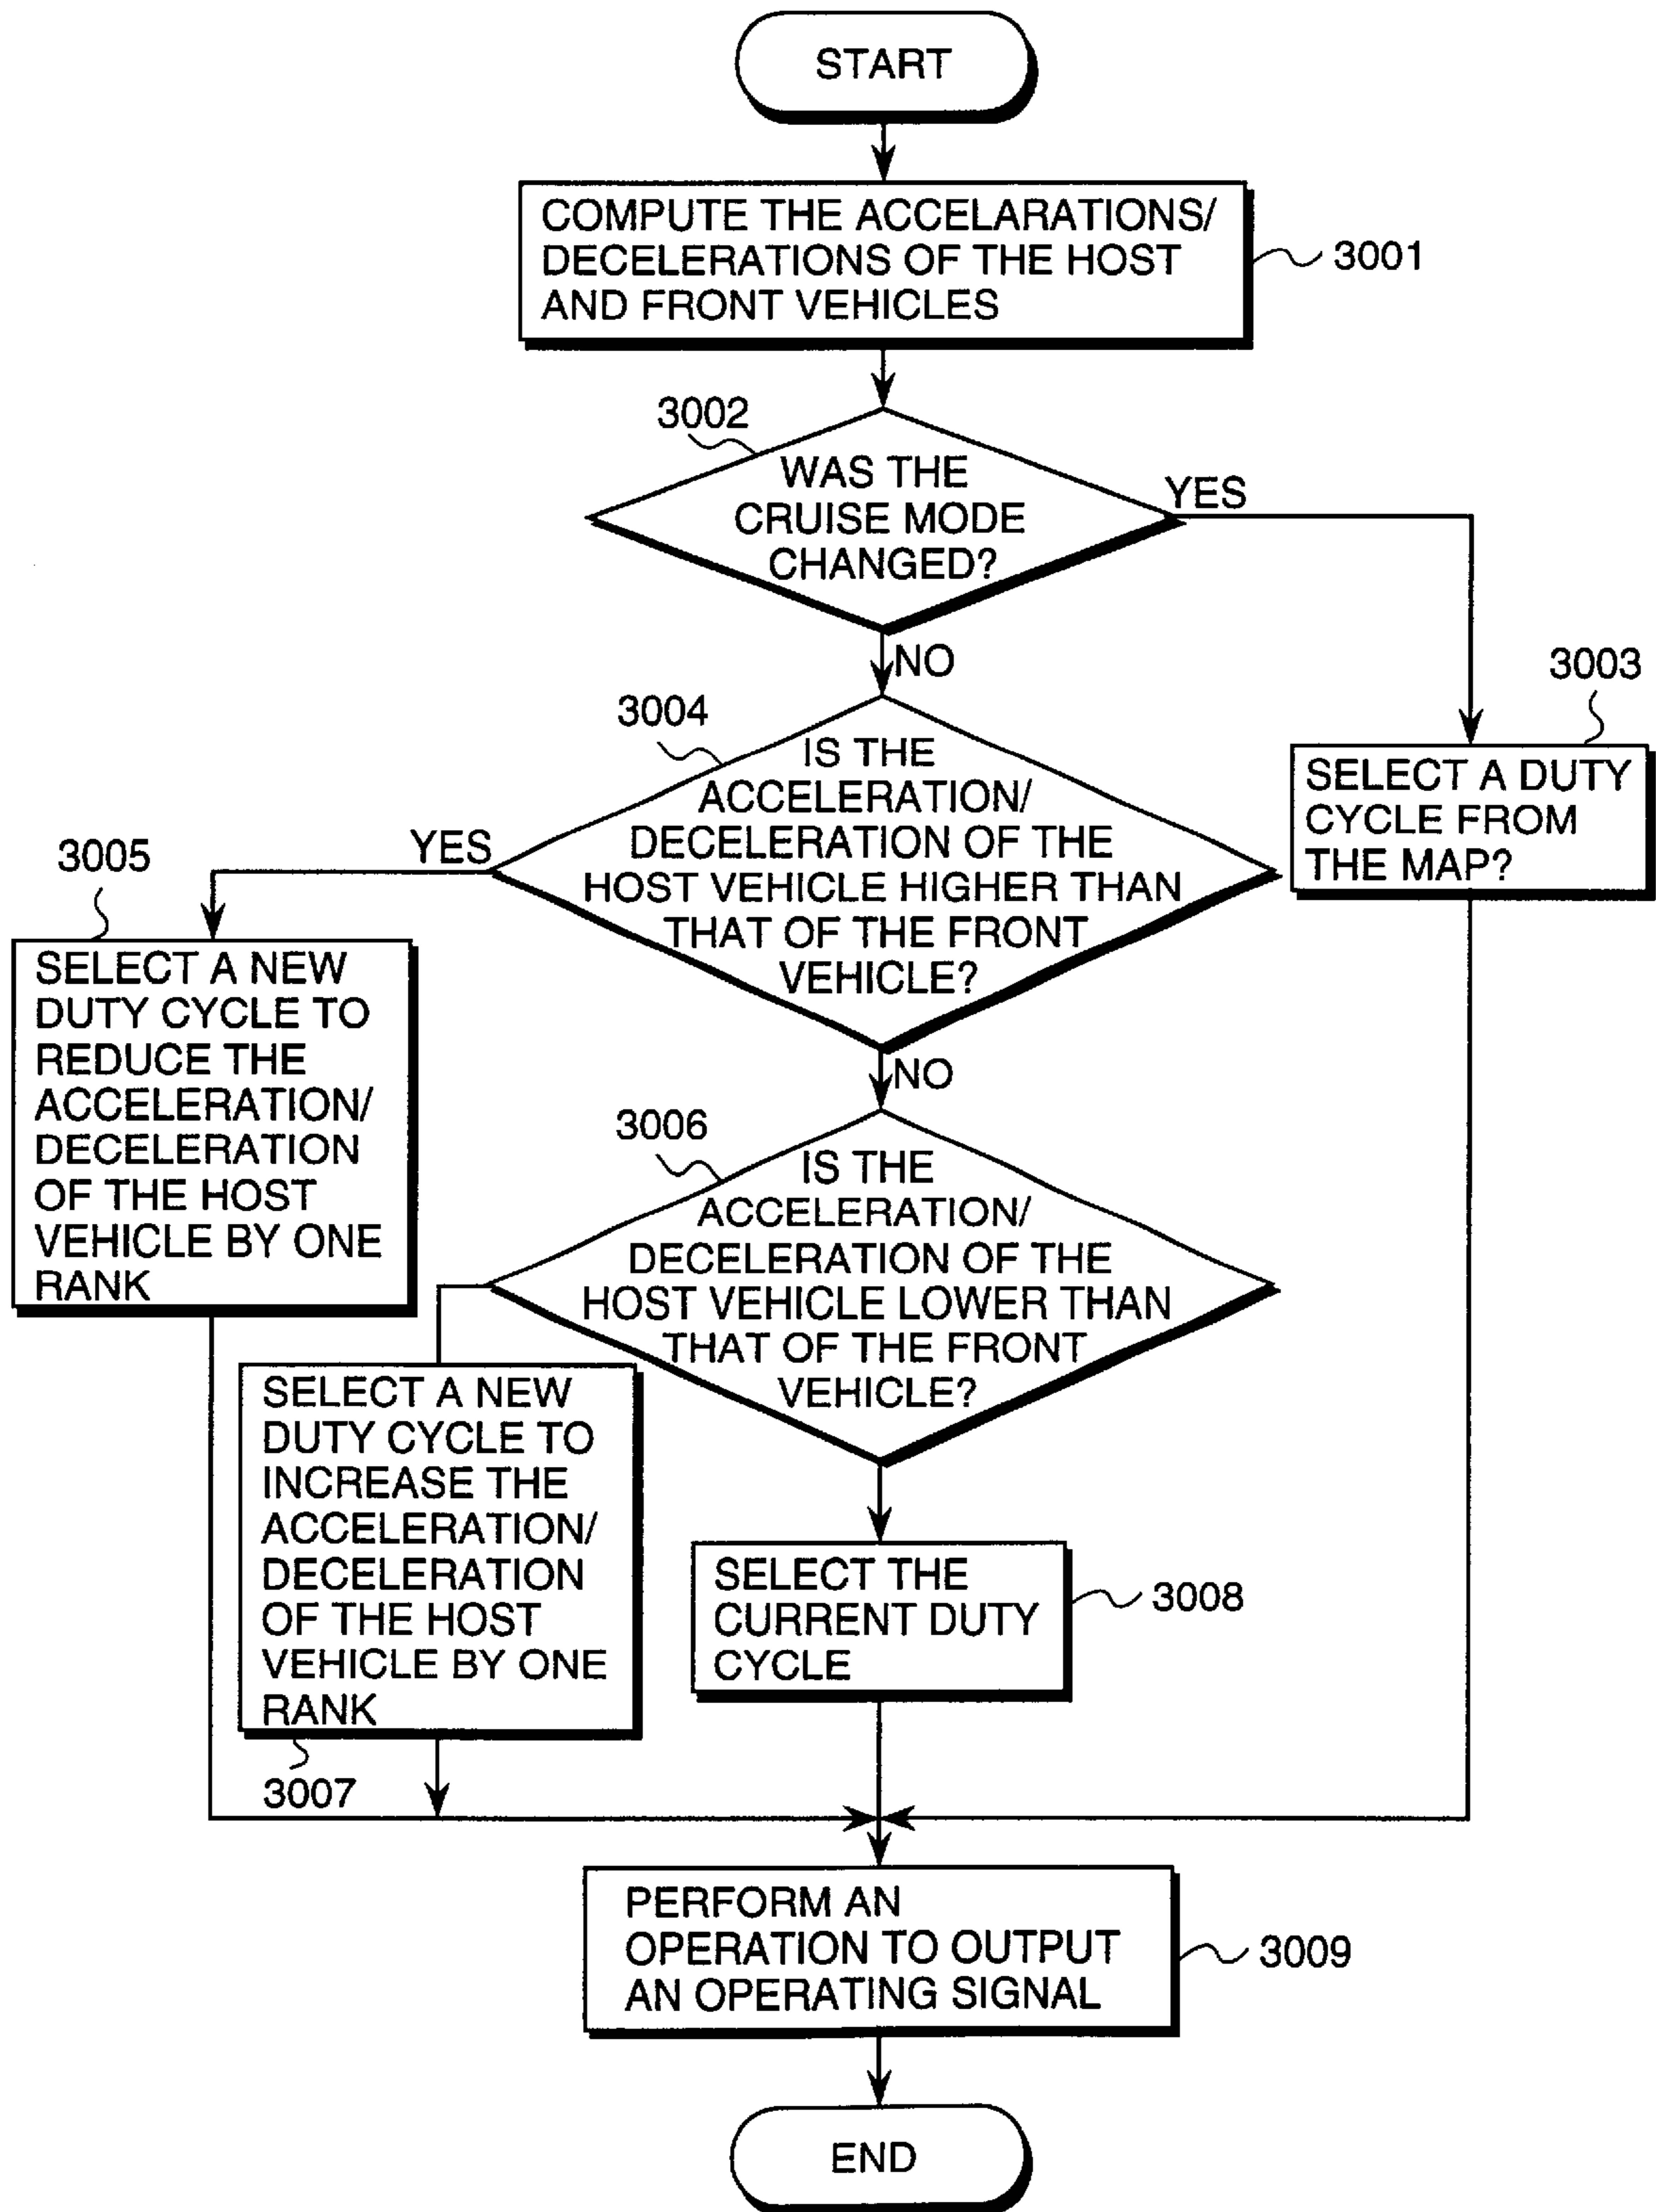 START
COMPUTE THE ACCELARATIONS/
DECELERATIONS OF THE HOST
AND FRONT VEHICLES
3001
3002
WAS THE
CRUISE MODE
CHANGED?
YES
NO
3003
SELECT A DUTY
CYCLE FROM
THE MAP?
3004
IS THE
ACCELERATION/
DECELERATION OF THE
HOST VEHICLE HIGHER THAN
THAT OF THE FRONT
VEHICLE?
YES
NO
3005
SELECT A NEW
DUTY CYCLE TO
REDUCE THE
ACCELERATION/
DECELERATION
OF THE HOST
VEHICLE BY ONE
RANK
3006
IS THE
ACCELERATION/
DECELERATION OF THE
HOST VEHICLE LOWER THAN
THAT OF THE FRONT
VEHICLE?
SELECT A NEW
DUTY CYCLE TO
INCREASE THE
ACCELERATION/
DECELERATION
OF THE HOST
VEHICLE BY ONE
RANK
3007
SELECT THE
CURRENT DUTY
CYCLE
3008
PERFORM AN
OPERATION TO OUTPUT
AN OPERATING SIGNAL
3009
END